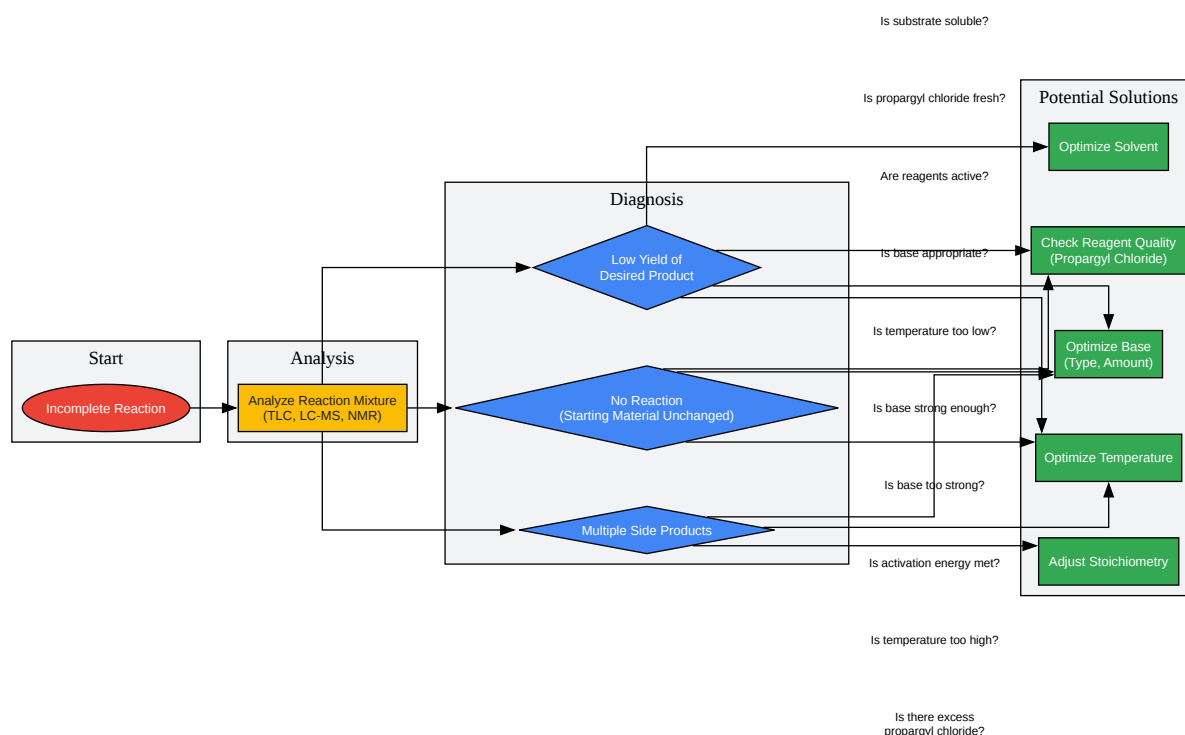 Start
Incomplete Reaction
Analysis
Analyze Reaction Mixture
(TLC, LC-MS, NMR)
Diagnosis
Low Yield of
Desired Product
No Reaction
(Starting Material Unchanged)
Multiple Side Products
Is substrate soluble?
Is propargyl chloride fresh?
Are reagents active?
Is base appropriate?
Is temperature too low?
Is base strong enough?
Is base too strong?
Is activation energy met?
Is temperature too high?
Is there excess
propargyl chloride?
Potential Solutions
Optimize Solvent
Check Reagent Quality
(Propargyl Chloride)
Optimize Base
(Type, Amount)
Optimize Temperature
Adjust Stoichiometry